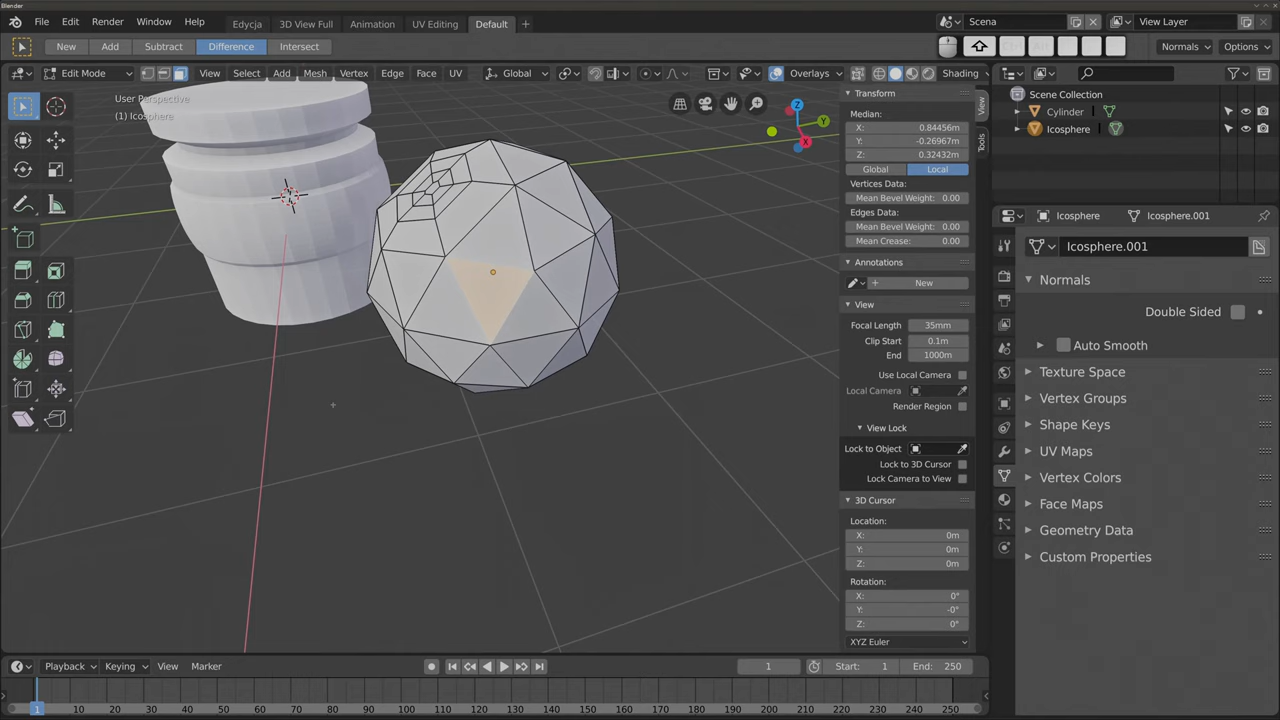 Blender
File Edit Render Window Help Edycja 3D View Full Animation UV Editing Default + Scena View Layer
New Add Subtract Difference Intersect Ctrl Alt Normals Options
Edit Mode View Select Add Mesh Vertex Edge Face UV Global Overlays Shading
User Perspective
(1) Icosphere
Z
Y
X
Transform
Median:
X: 0.84456m
Y: -0.26967m
Z: 0.32432m
Global Local
Vertices Data:
Mean Bevel Weight: 0.00
Edges Data:
Mean Bevel Weight: 0.00
Mean Crease: 0.00
Annotations
New
View
Focal Length 35mm
Clip Start 0.1m
End 1000m
Use Local Camera
Local Camera
Render Region
View Lock
Lock to Object
Lock to 3D Cursor
Lock Camera to View
3D Cursor
Location:
X: 0m
Y: 0m
Z: 0m
Rotation:
X: 0°
Y: -0°
Z: 0°
XYZ Euler
View
Tools
Scene Collection
Cylinder
Icosphere
Icosphere Icosphere.001
Icosphere.001
Normals
Double Sided
Auto Smooth
Texture Space
Vertex Groups
Shape Keys
UV Maps
Vertex Colors
Face Maps
Geometry Data
Custom Properties
Playback Keying View Marker 1 Start: 1 End: 250
1 10 20 30 40 50 60 70 80 90 100 110 120 130 140 150 160 170 180 190 200 210 220 230 240 250